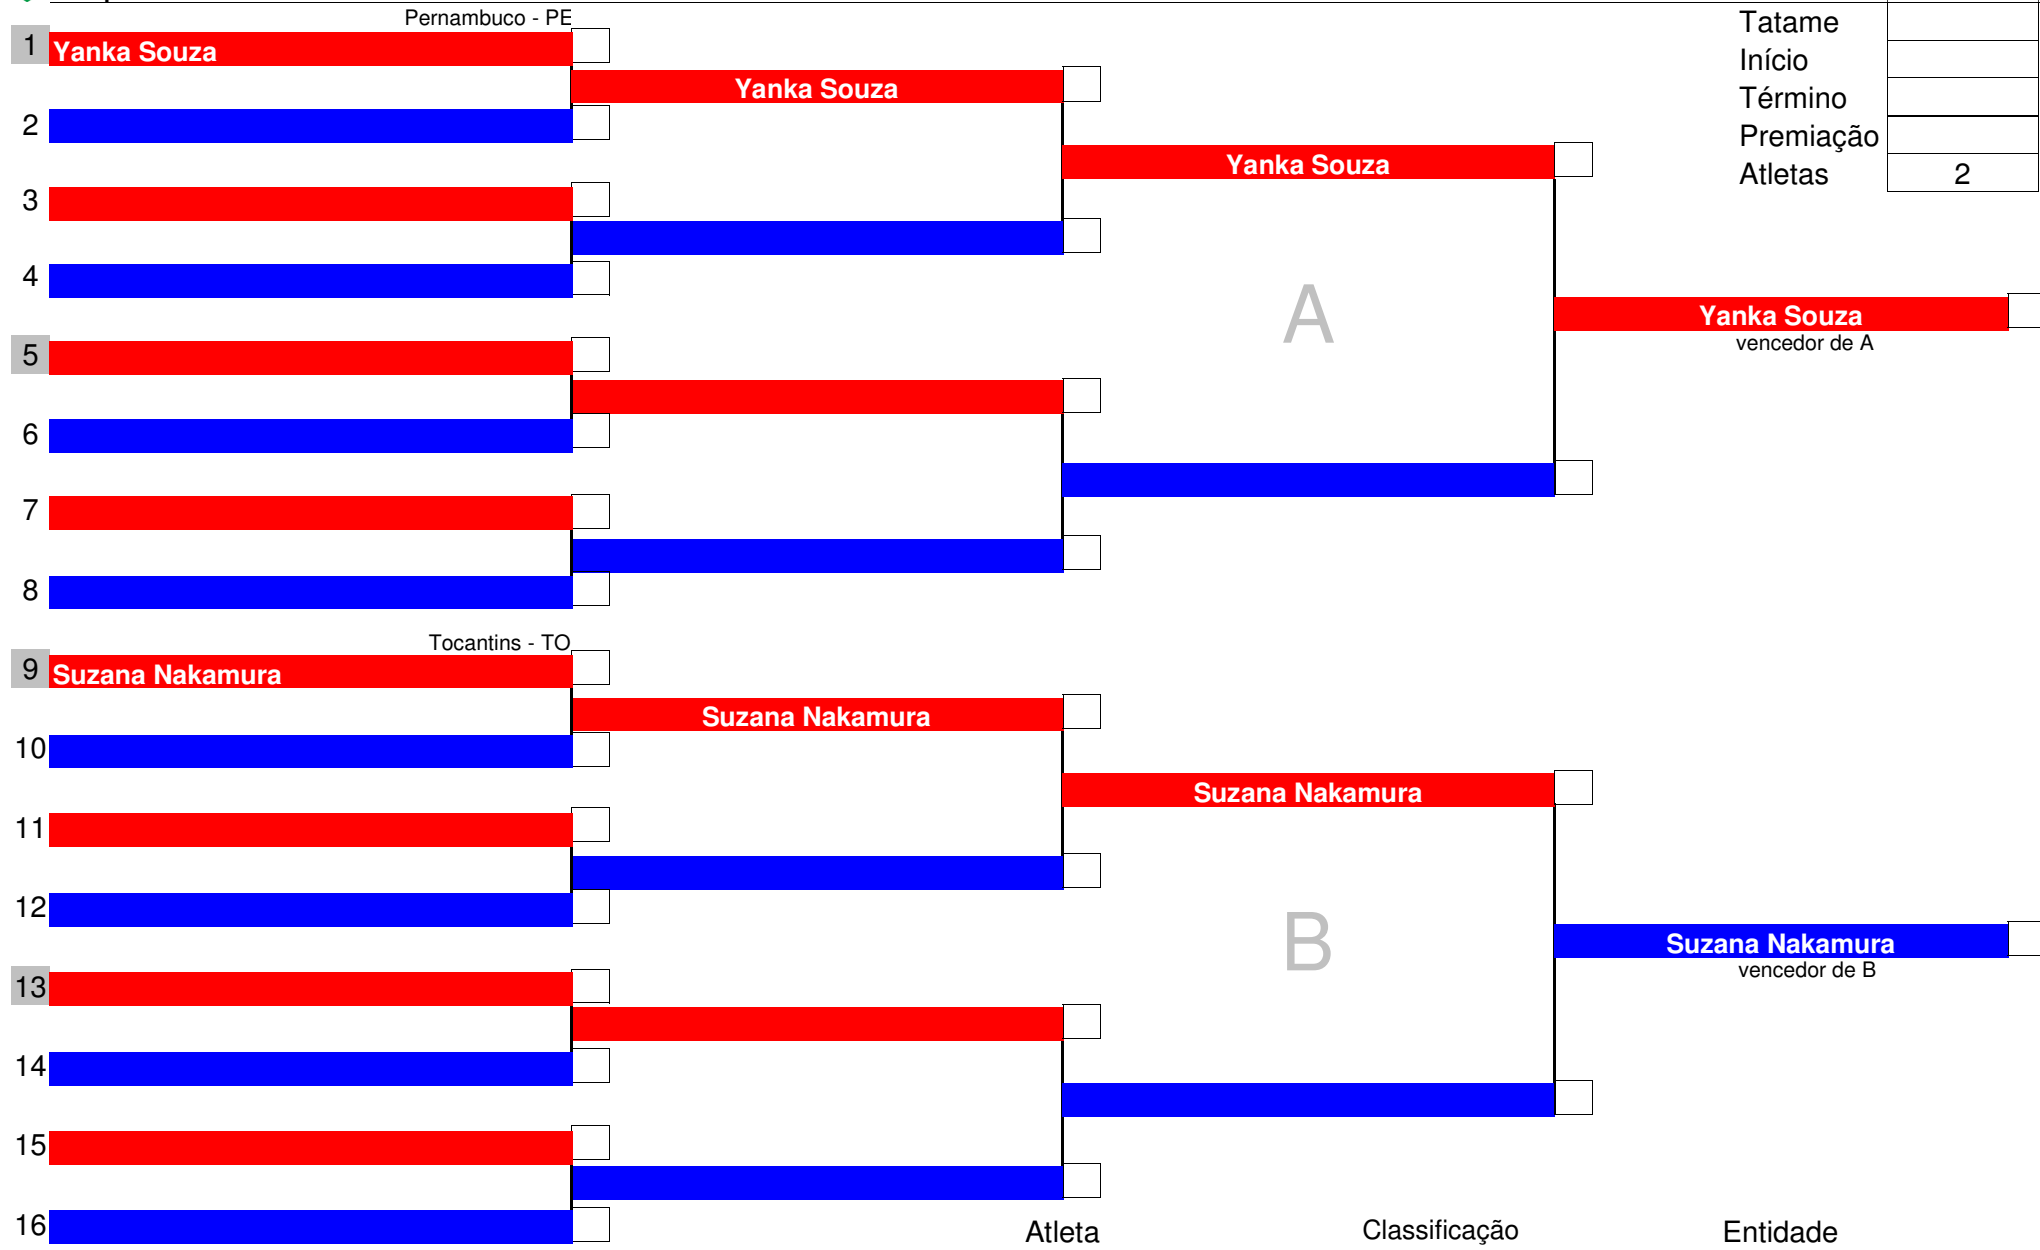 Pernambuco - PE
Tatame
1 Yanka Souza
Início
Yanka Souza
Término
2
Premiação
Yanka Souza
Atletas 2
3
4
A
Yanka Souza
vencedor de A
5
6
7
8
Tocantins - TO
9 Suzana Nakamura
Suzana Nakamura
10
Suzana Nakamura
11
12
B
Suzana Nakamura
vencedor de B
13
14
15
16
Atleta Classificação Entidade